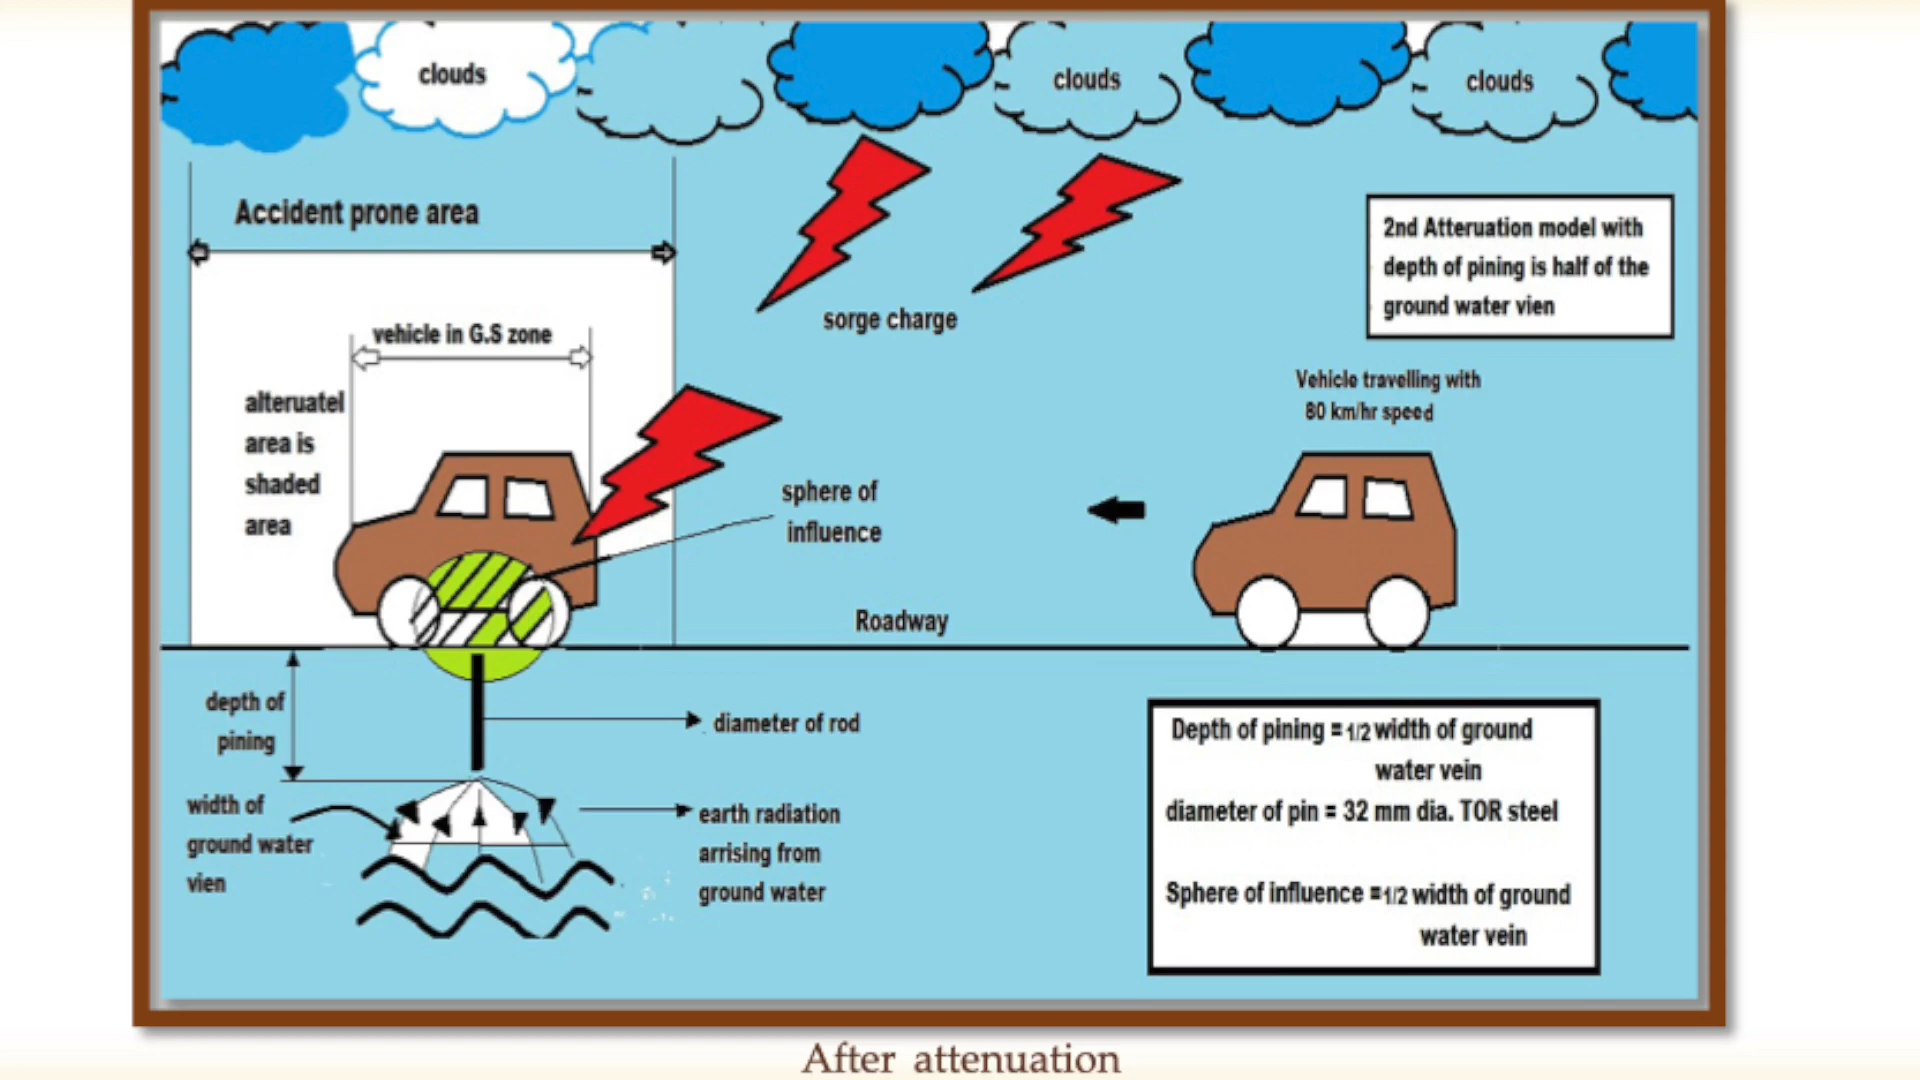 clouds
clouds
clouds
Accident prone area
2nd Atteruation model with
depth of pining is half of the
ground water vien
sorge charge
vehicle in G.S zone
Vehicle travelling with
80 km/hr speed
alteruatel
area is
shaded
area
sphere of
influence
Roadway
depth of
pining
diameter of rod
Depth of pining = 1/2 width of ground
water vein
diameter of pin = 32 mm dia. TOR steel
Sphere of influence = 1/2 width of ground
water vein
width of
ground water
vien
earth radiation
arrising from
ground water
After attenuation